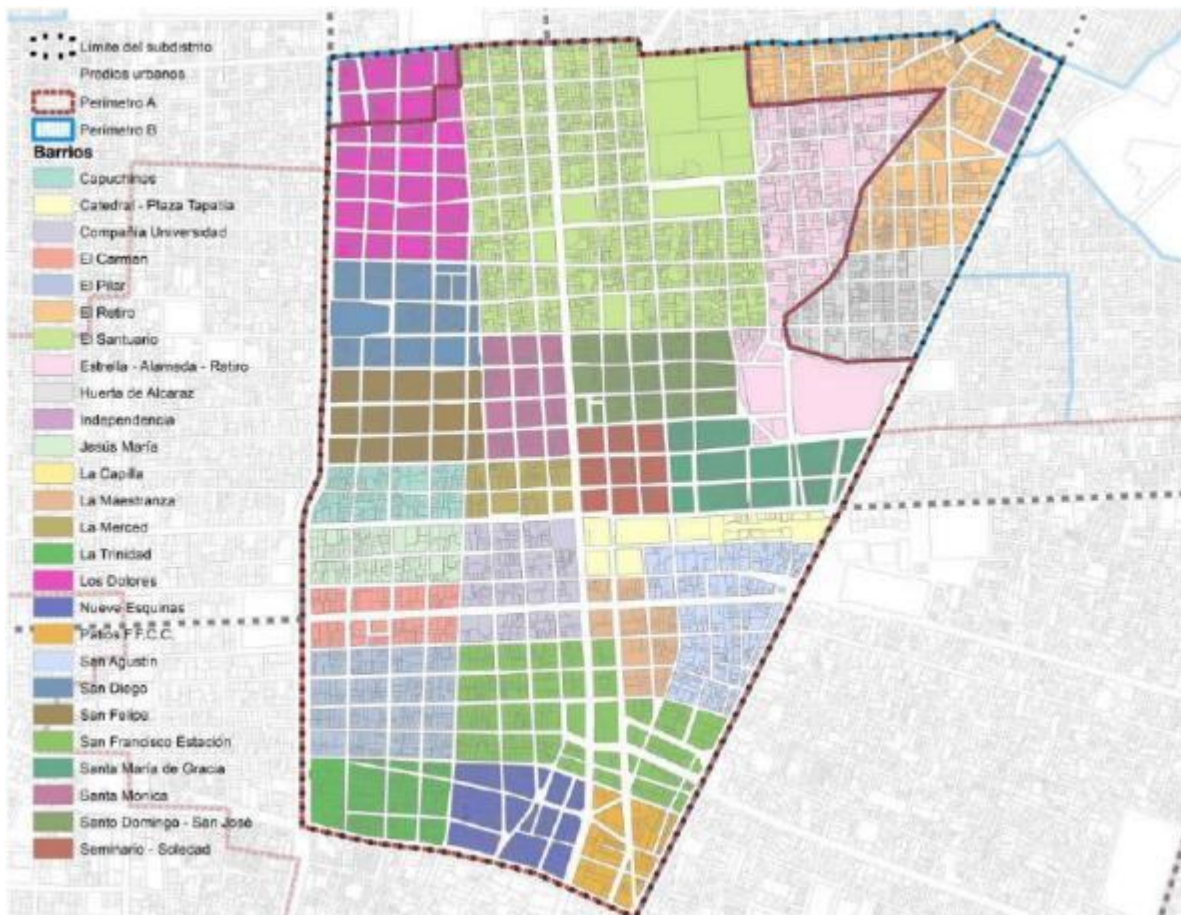 Límite del subdistrito
Predios urbanos
Perímetro A
Perímetro B
Barrios
Capuchinas
Catedral - Plaza Tapatía
Compañía Universidad
El Carmen
El Pilar
El Retiro
El Santuario
Estrella - Alameda - Retiro
Huerta de Alcaraz
Independencia
Jesús María
La Capilla
La Maestranza
La Merced
La Trinidad
Los Dolores
Nueve Esquinas
Patios F.F.C.C.
San Agustín
San Diego
San Felipe
San Francisco Estación
Santa María de Gracia
Santa Mónica
Santo Domingo - San José
Seminario - Soledad